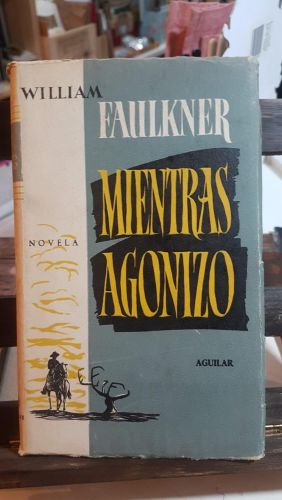 WILLIAM
FAULKNER
MIENTRAS
AGONIZO
NOVELA
AGUILAR